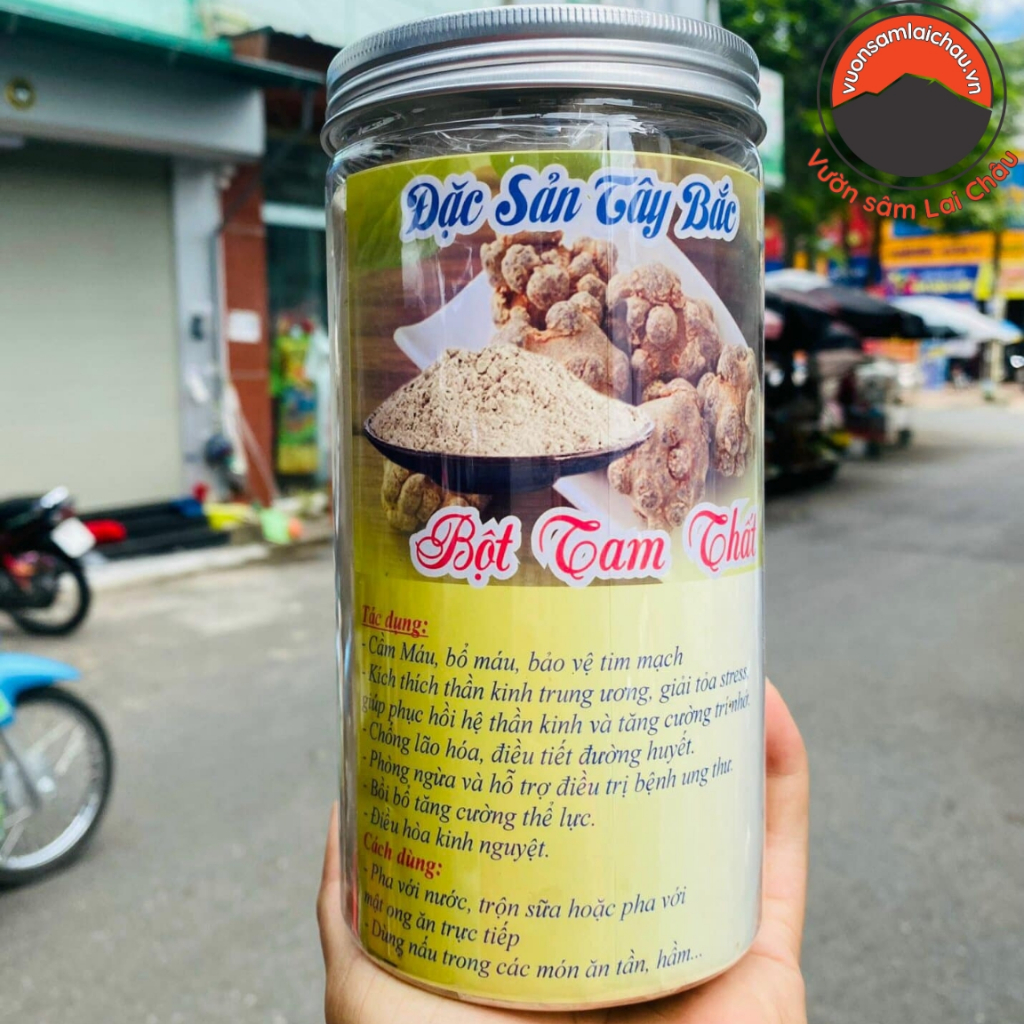 vuonsamlaichau.vn
Vườn sâm Lai Châu
Đặc Sản Tây Bắc
Bột Tam Thất
Tác dụng:
- Cầm Máu, bổ máu, bảo vệ tim mạch
- Kích thích thần kinh trung ương, giải tỏa stress,
giúp phục hồi hệ thần kinh và tăng cường trí nhớ.
- Chống lão hóa, điều tiết đường huyết.
- Phòng ngừa và hỗ trợ điều trị bệnh ung thư.
- Bồi bổ tăng cường thể lực.
- Điều hòa kinh nguyệt.
Cách dùng:
- Pha với nước, trộn sữa hoặc pha với
mật ong ăn trực tiếp
- Dùng nấu trong các món ăn tần, hầm...